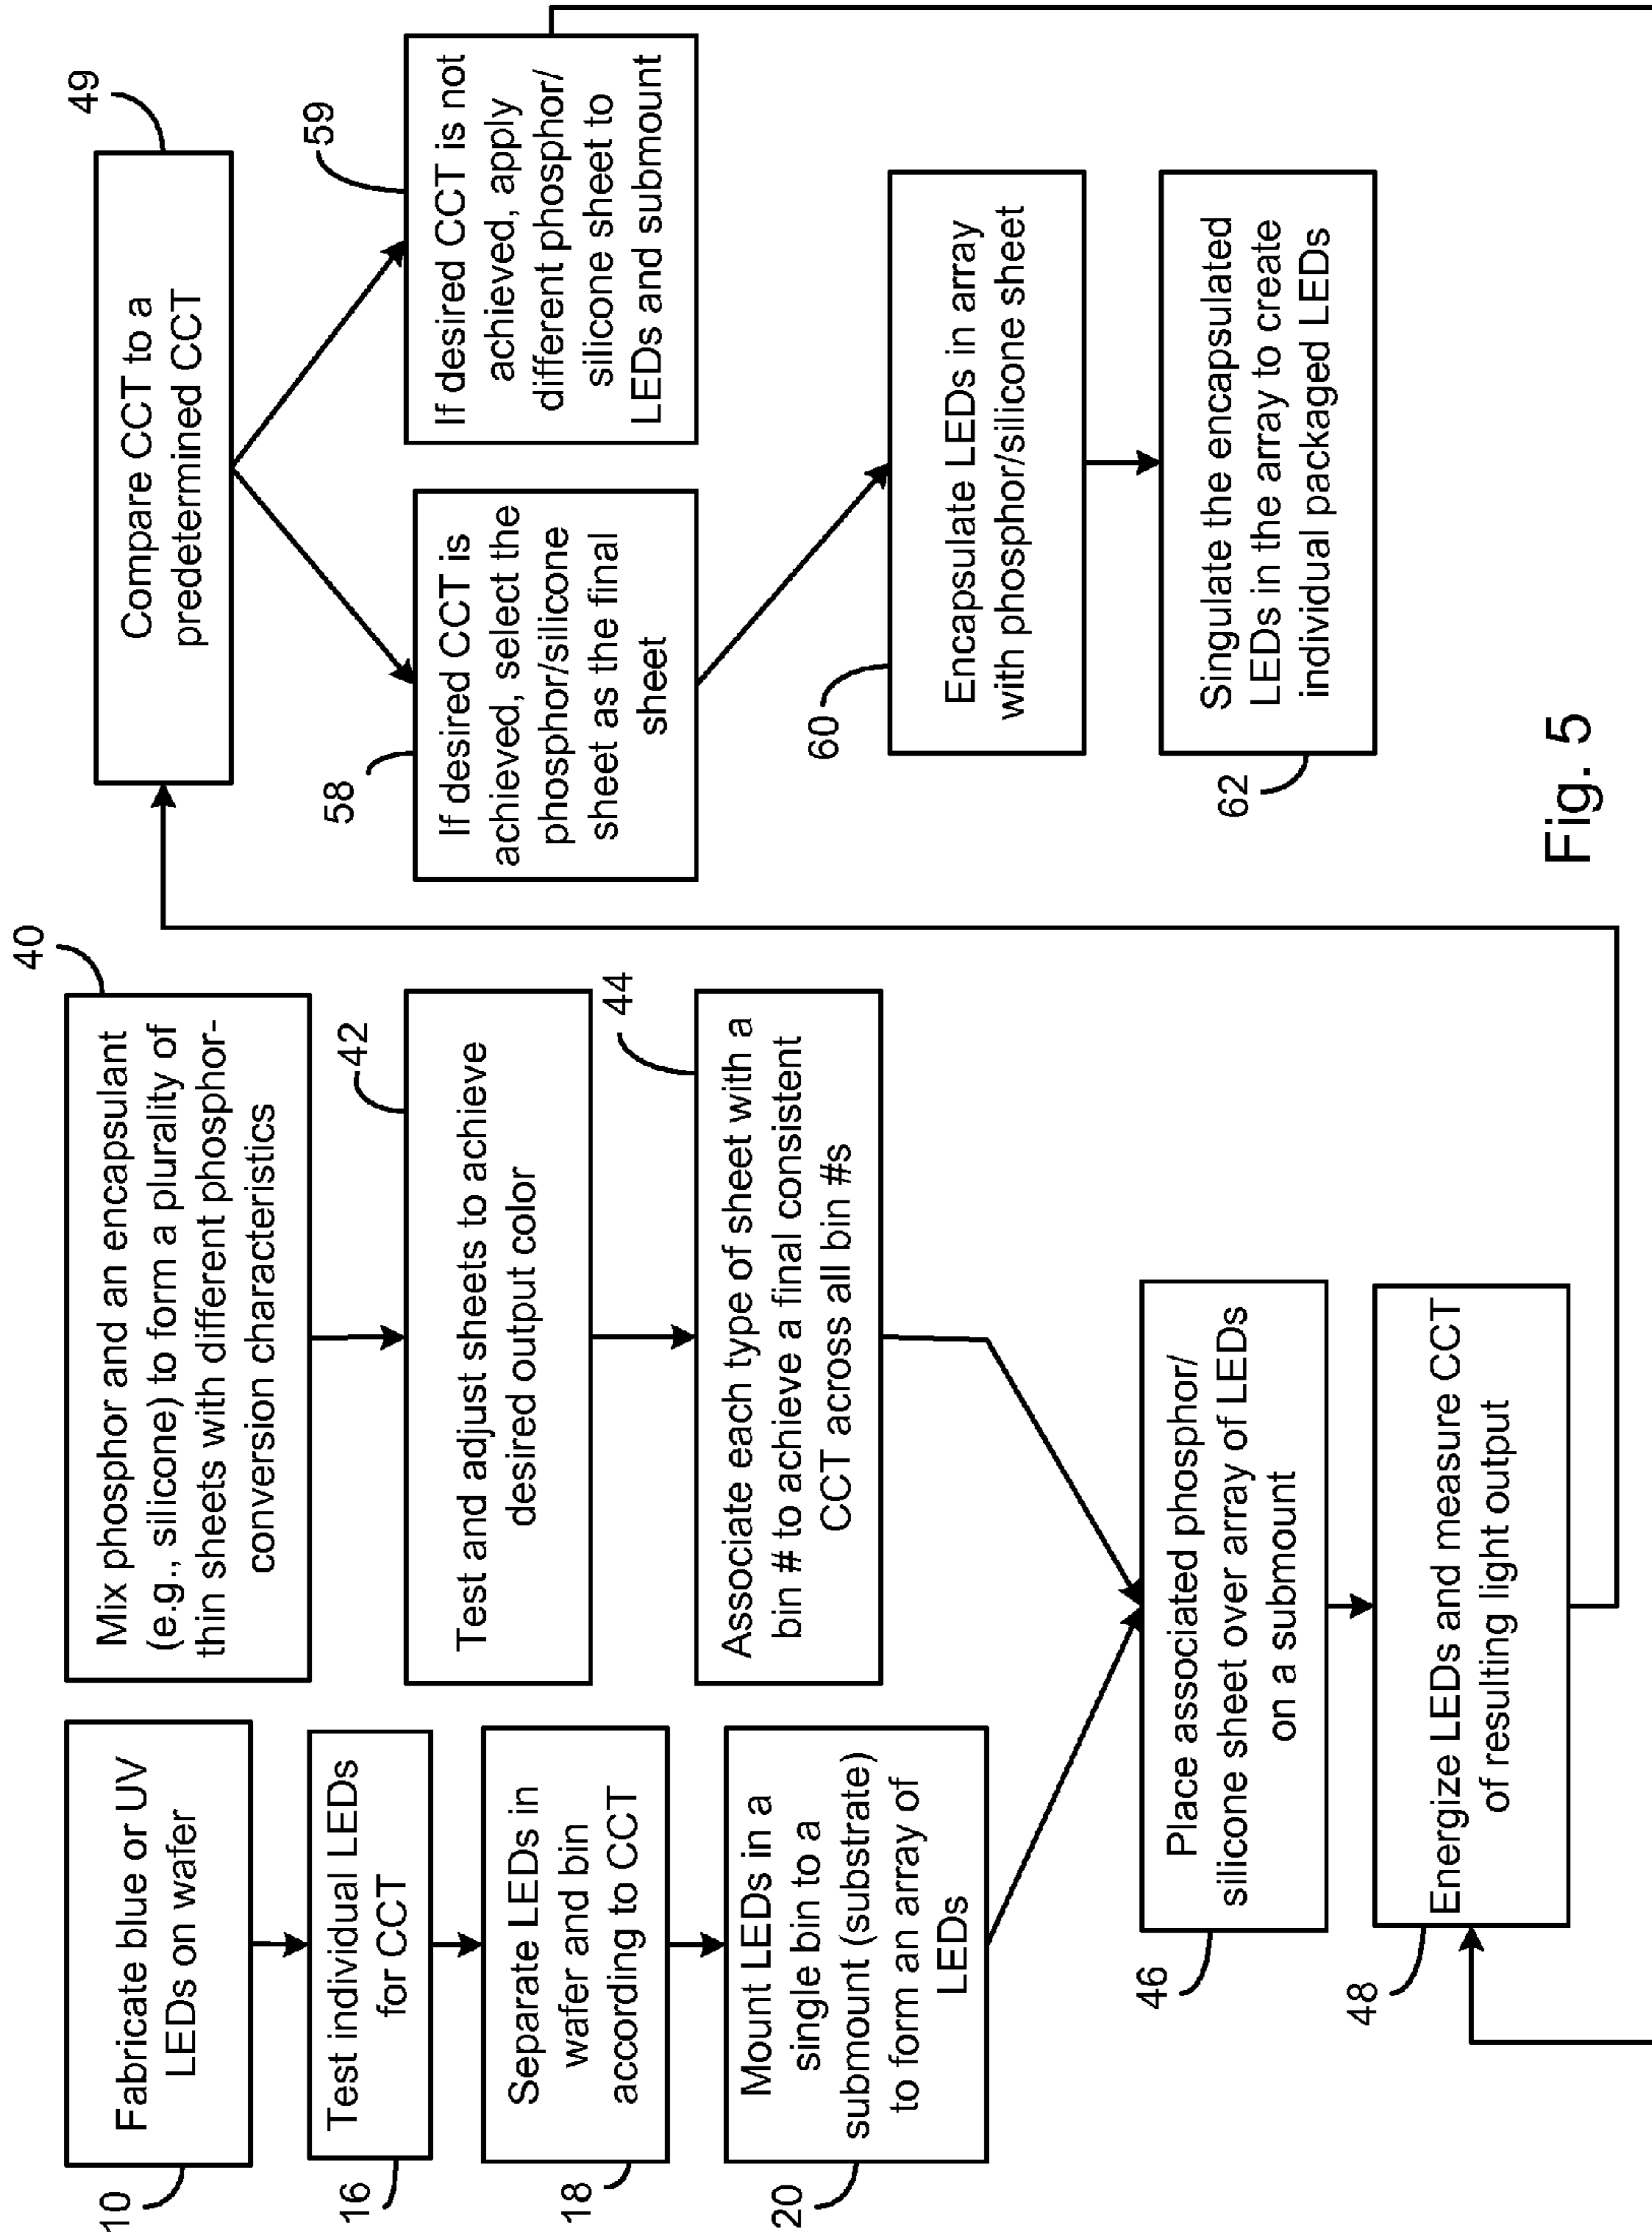 10
Fabricate blue or UV
LEDs on wafer
16
Test individual LEDs
for CCT
18
Separate LEDs in
wafer and bin
according to CCT
20
Mount LEDs in a
single bin to a
submount (substrate)
to form an array of
LEDs
40
Mix phosphor and an encapsulant
(e.g., silicone) to form a plurality of
thin sheets with different phosphor-
conversion characteristics
42
Test and adjust sheets to achieve
desired output color
44
Associate each type of sheet with a
bin # to achieve a final consistent
CCT across all bin #s
46
Place associated phosphor/
silicone sheet over array of LEDs
on a submount
48
Energize LEDs and measure CCT
of resulting light output
49
Compare CCT to a
predetermined CCT
58
If desired CCT is
achieved, select the
phosphor/silicone
sheet as the final
sheet
59
If desired CCT is not
achieved, apply
different phosphor/
silicone sheet to
LEDs and submount
60
Encapsulate LEDs in array
with phosphor/silicone sheet
62
Singulate the encapsulated
LEDs in the array to create
individual packaged LEDs
Fig. 5